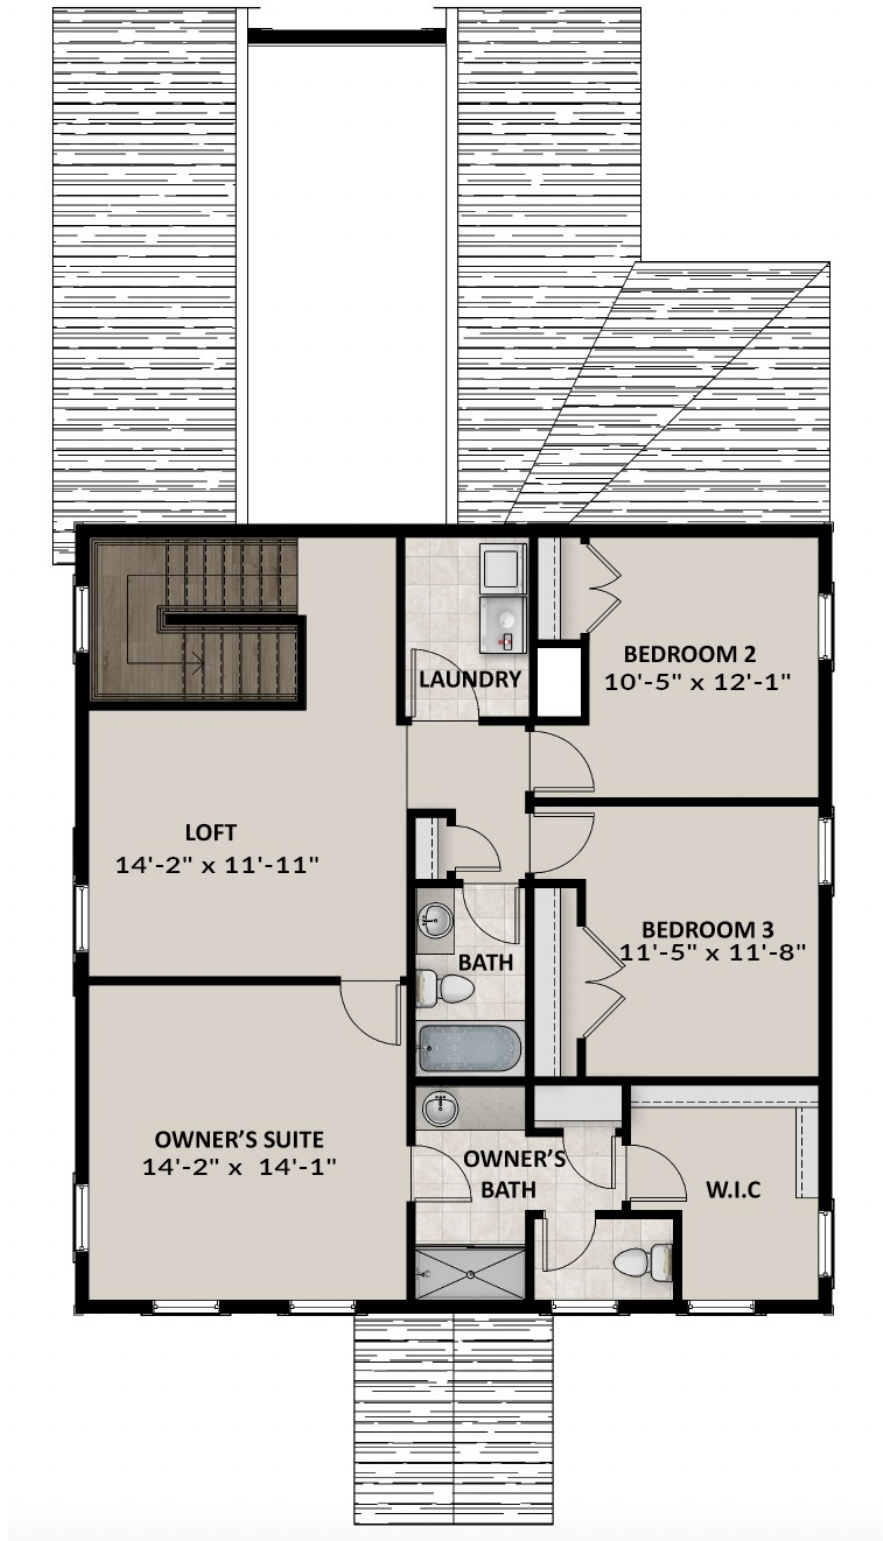 LAUNDRY
BEDROOM 2
10'-5" x 12'-1"
LOFT
14'-2" x 11'-11"
BEDROOM 3
11'-5" x 11'-8"
BATH
OWNER'S SUITE
14'-2" x 14'-1"
OWNER'S
BATH
W.I.C